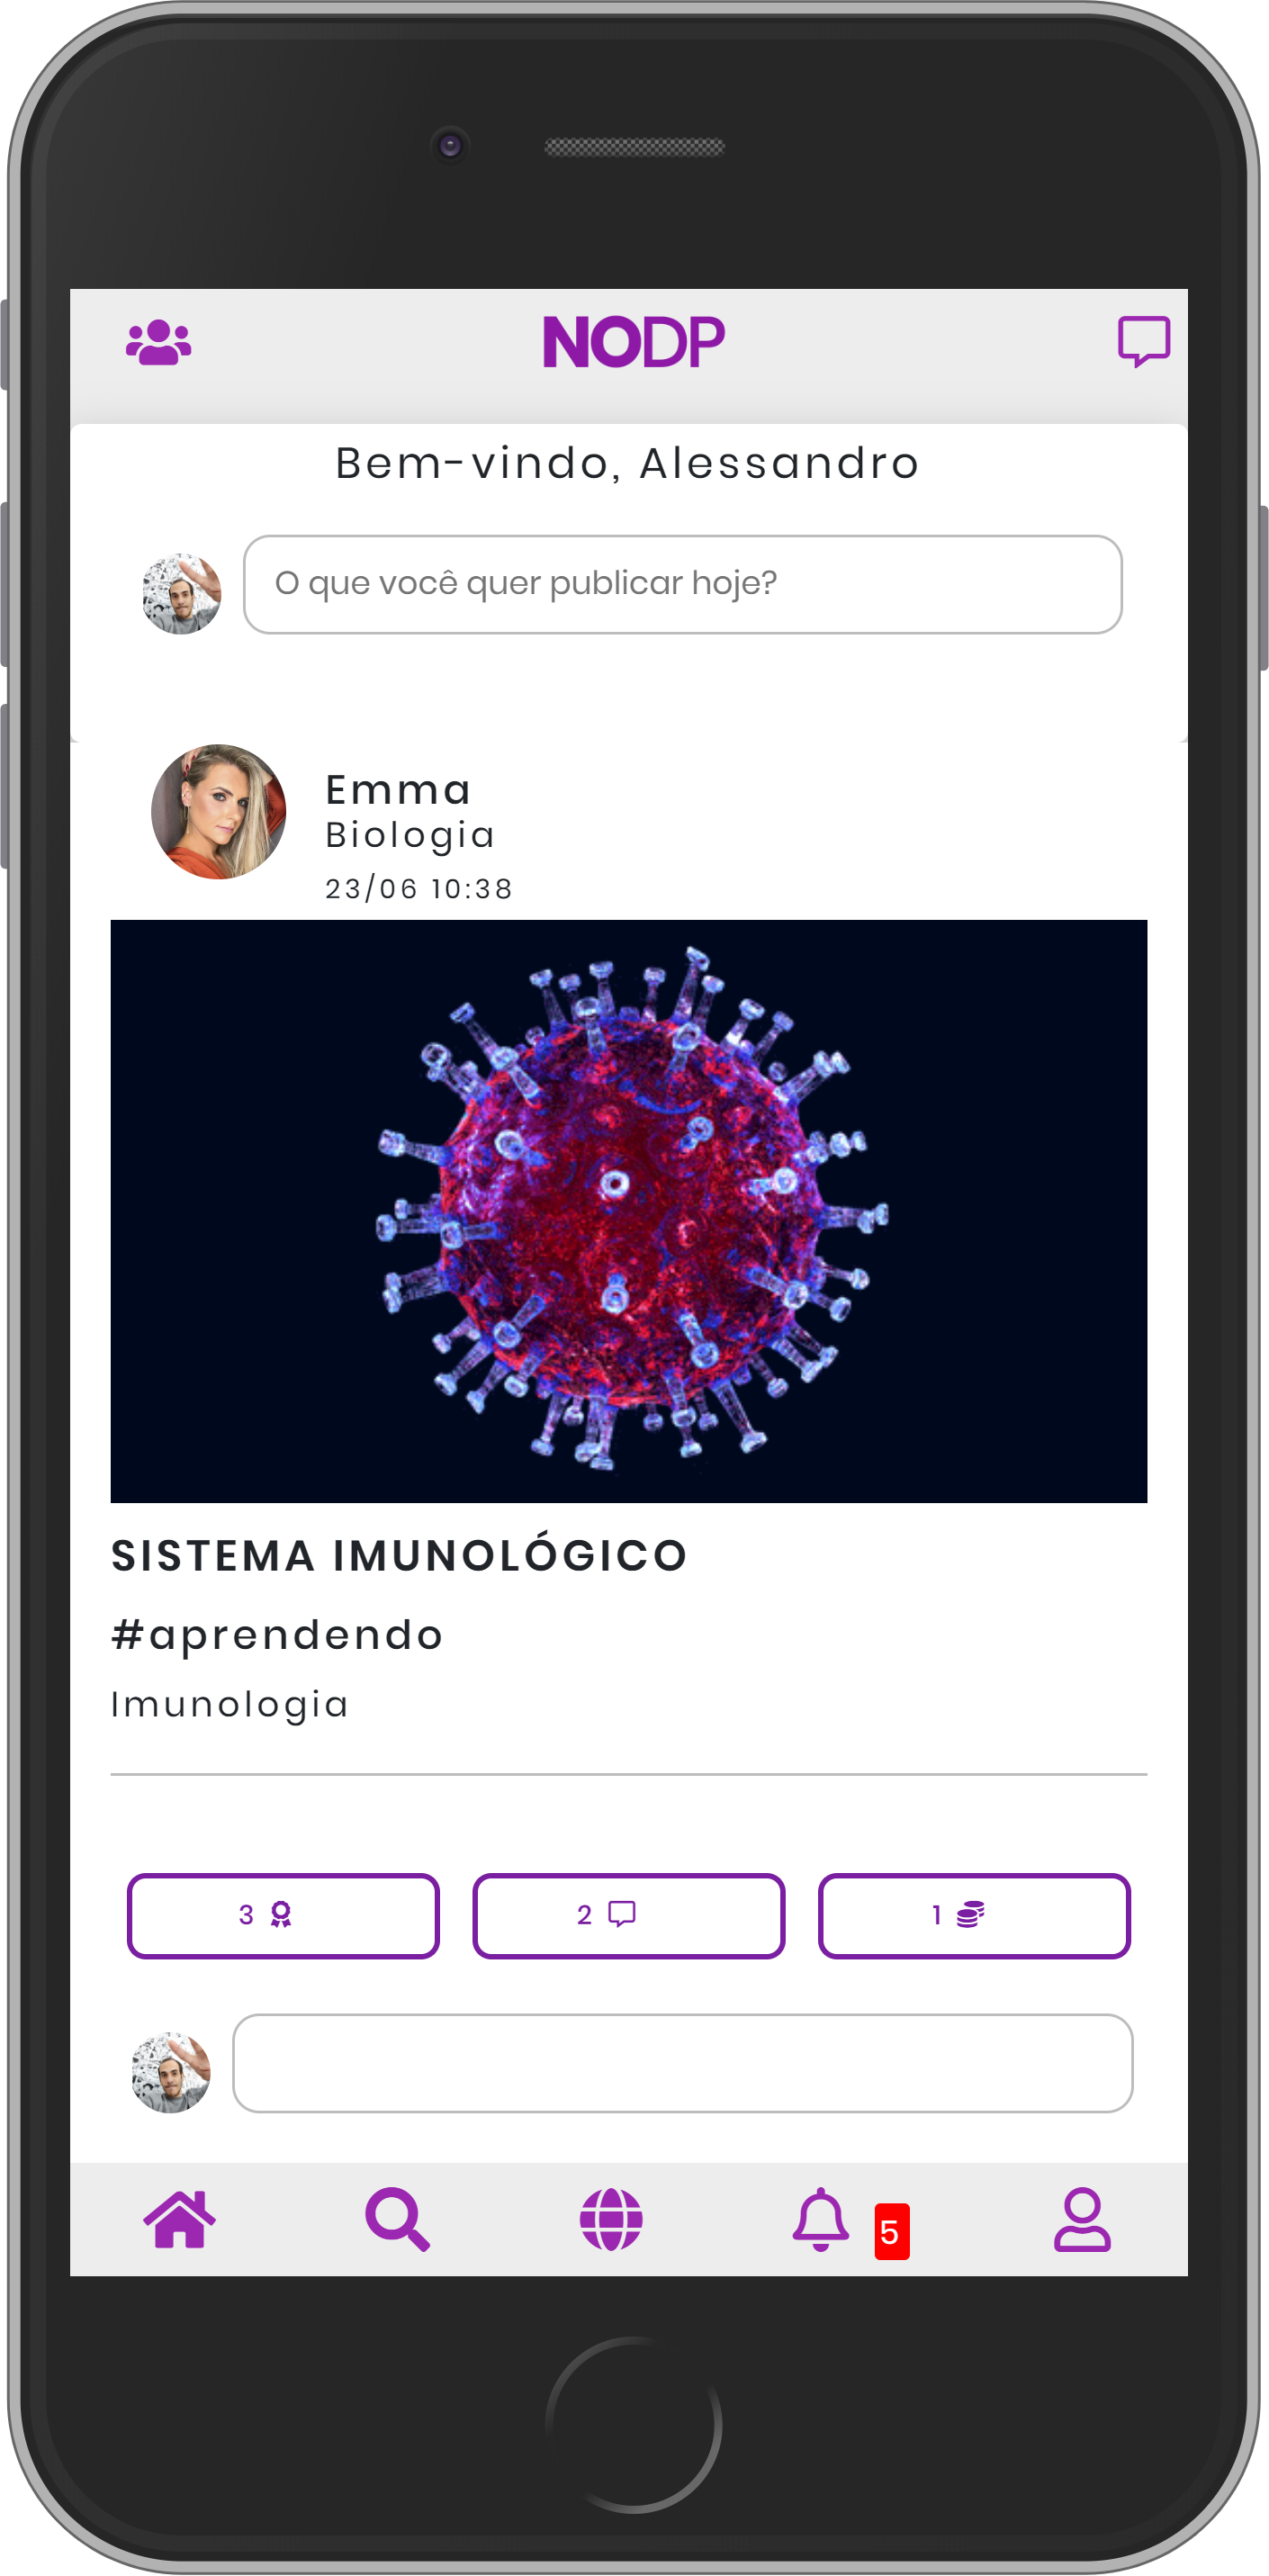 NODP
Bem-vindo, Alessandro
O que você quer publicar hoje?
Emma
Biologia
23/06 10:38
SISTEMA IMUNOLÓGICO
#aprendendo
Imunologia
3
2
1
5